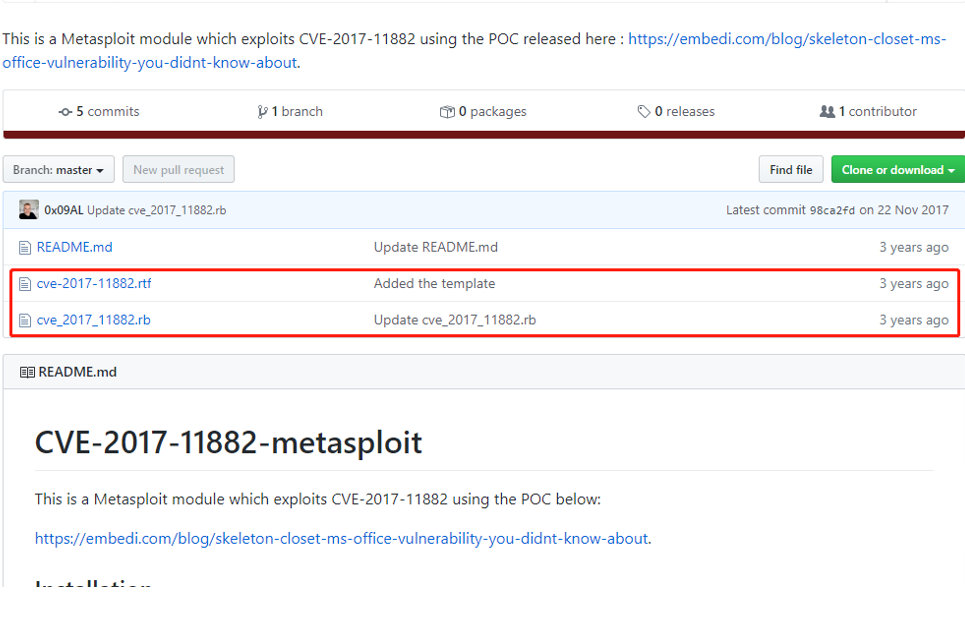 This is a Metasploit module which exploits CVE-2017-11882 using the POC released here : https://embedi.com/blog/skeleton-closet-ms-
office-vulnerability-you-didnt-know-about.
5 commits 1 branch 0 packages 0 releases 1 contributor
Branch: master New pull request Find file Clone or download
0x09AL Update cve_2017_11882.rb Latest commit 98ca2fd on 22 Nov 2017
README.md Update README.md 3 years ago
cve-2017-11882.rtf Added the template 3 years ago
cve_2017_11882.rb Update cve_2017_11882.rb 3 years ago
README.md
CVE-2017-11882-metasploit
This is a Metasploit module which exploits CVE-2017-11882 using the POC below:
https://embedi.com/blog/skeleton-closet-ms-office-vulnerability-you-didnt-know-about.
Installation